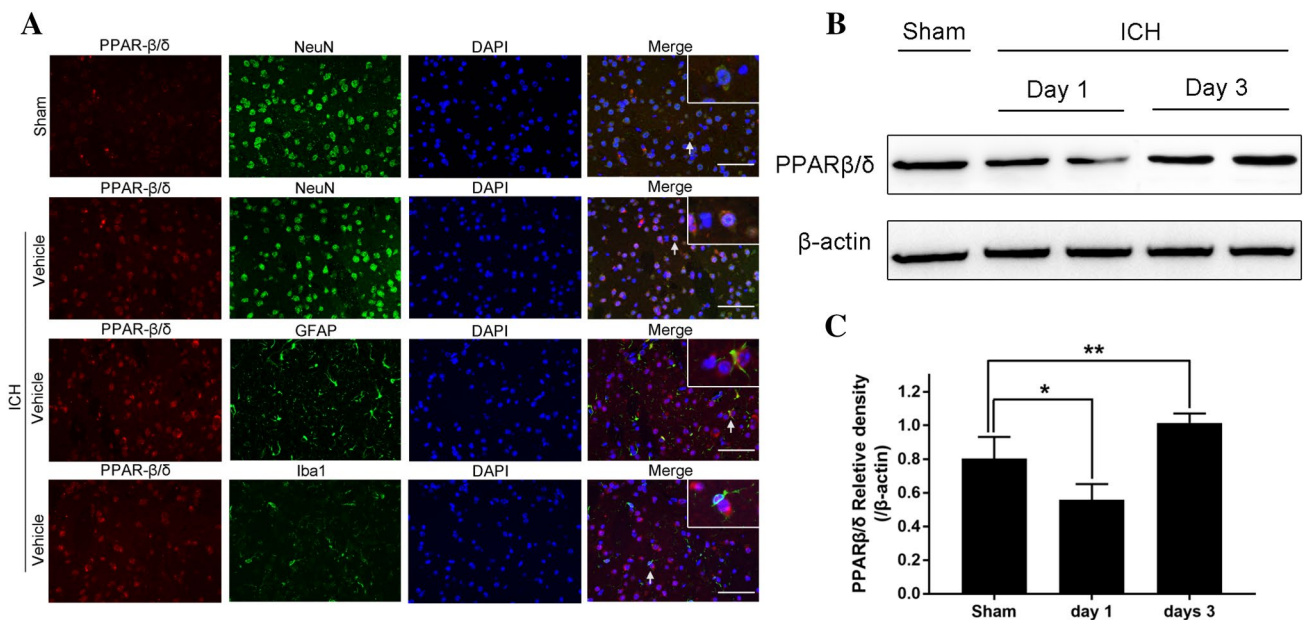 A
PPAR-β/δ NeuN DAPI Merge
Sham
PPAR-β/δ NeuN DAPI Merge
Vehicle
PPAR-β/δ GFAP DAPI Merge
ICH
Vehicle
PPAR-β/δ Iba1 DAPI Merge
Vehicle
B
Sham ICH
Day 1 Day 3
PPARβ/δ
β-actin
C
PPARβ/δ Reletive density
(/β-actin)
**
*
1.2
1.0
0.8
0.6
0.4
0.2
0.0
Sham day 1 days 3